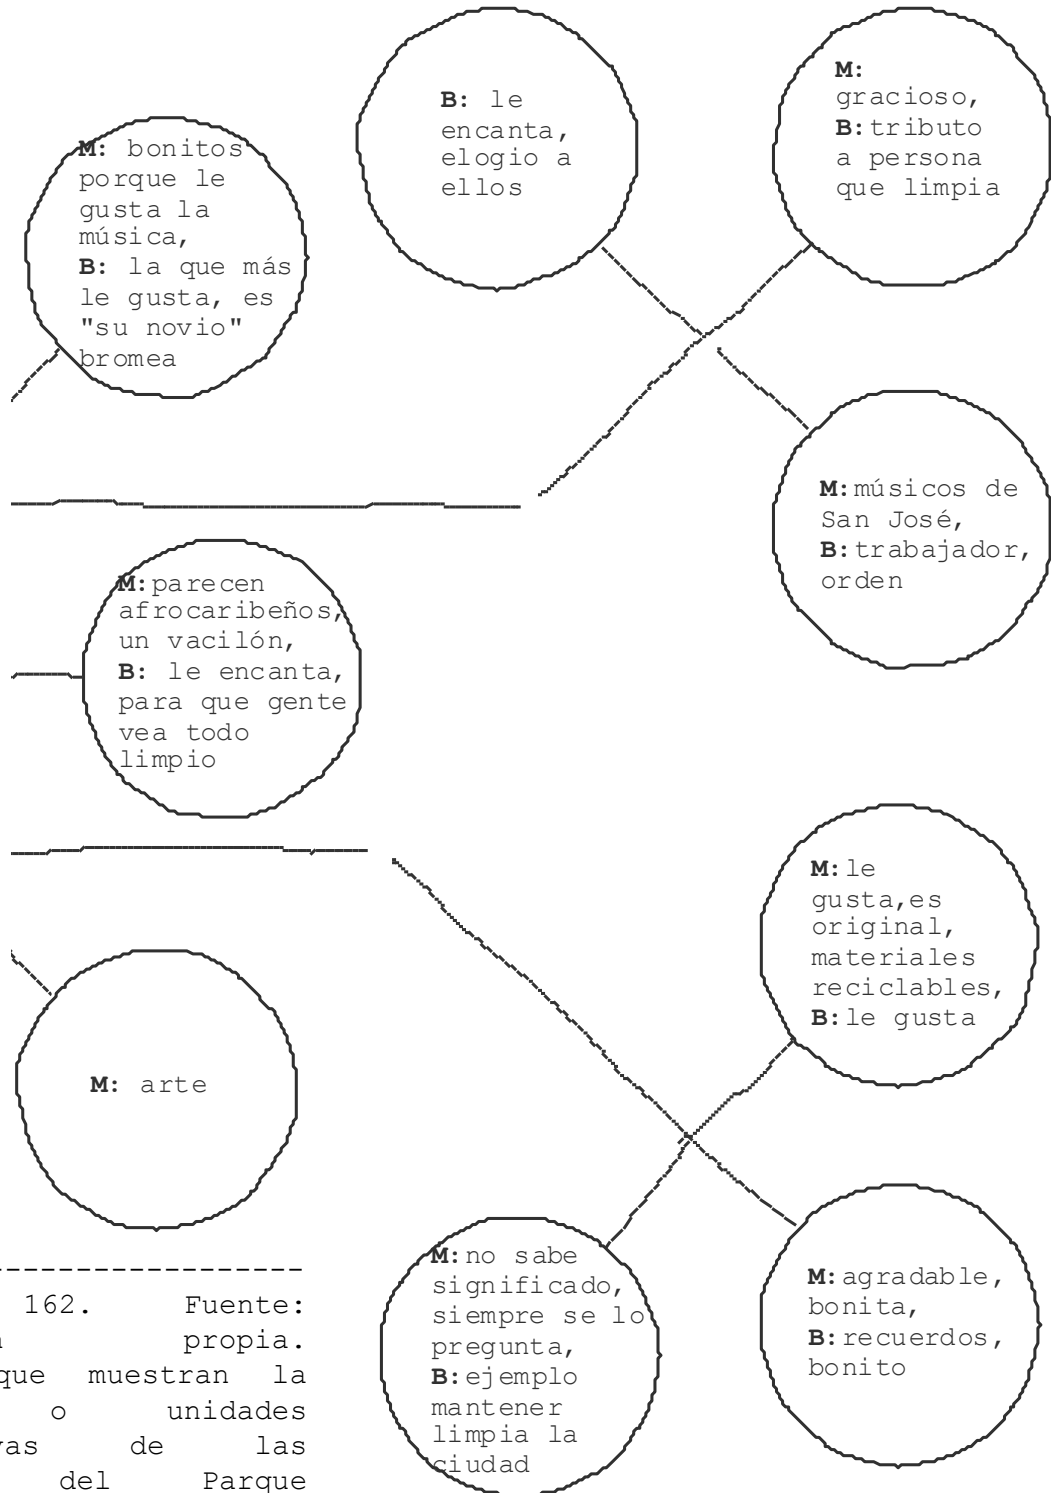 B: le
encanta,
elogio a
ellos
M:
gracioso,
B:tributo
a persona
que limpia
M: bonitos
porque le
gusta la
música,
B: la que más
le gusta, es
"su novio"
bromea
M:músicos de
San José,
B:trabajador,
orden
M:parecen
afrocaribeños,
un vacilón,
B: le encanta,
para que gente
vea todo
limpio
M:le
gusta,es
original,
materiales
reciclables,
B:le gusta
M: arte
M:no sabe
significado,
siempre se lo
pregunta,
B:ejemplo
mantener
limpia la
ciudad
M:agradable,
bonita,
B:recuerdos,
bonito
162. Fuente:
propia.
que muestran la
o unidades
vas de las
del Parque